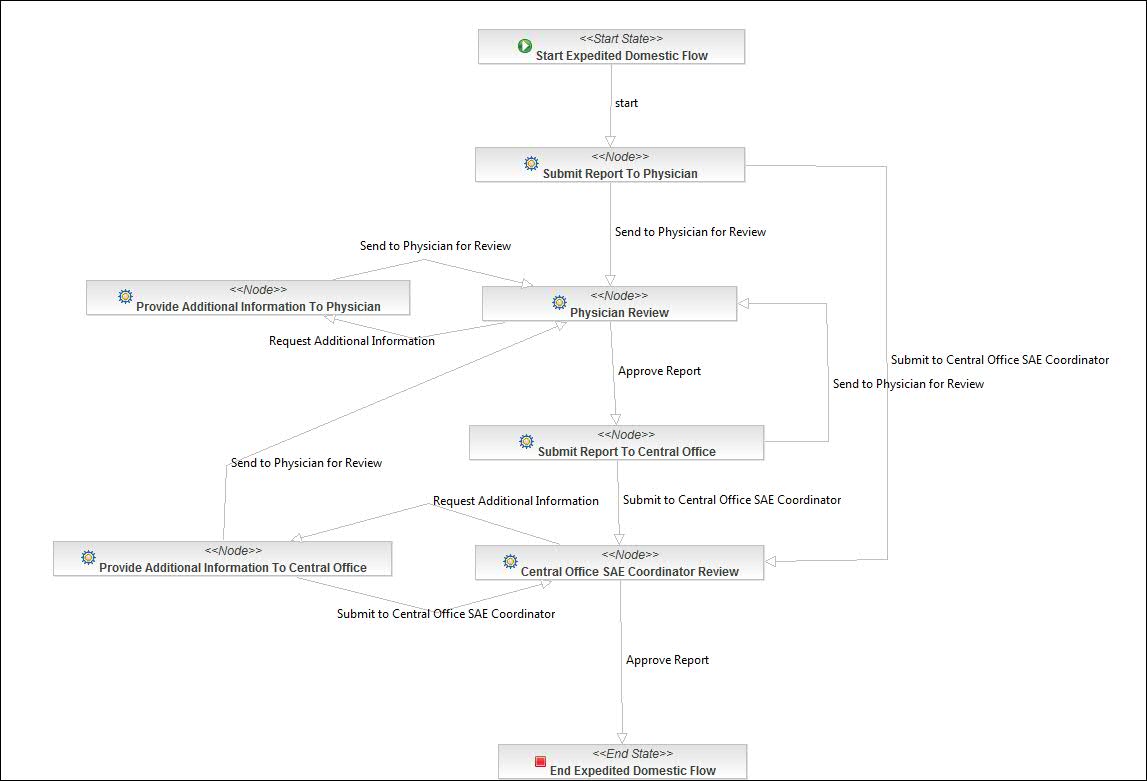 <<Start State>>
Start Expedited Domestic Flow
start
<<Node>>
Submit Report To Physician
Send to Physician for Review
Send to Physician for Review
<<Node>>
Provide Additional Information To Physician
<<Node>>
Physician Review
Request Additional Information
Submit to Central Office SAE Coordinator
Approve Report
Send to Physician for Review
<<Node>>
Submit Report To Central Office
Send to Physician for Review
Request Additional Information
Submit to Central Office SAE Coordinator
<<Node>>
Provide Additional Information To Central Office
<<Node>>
Central Office SAE Coordinator Review
Submit to Central Office SAE Coordinator
Approve Report
<<End State>>
End Expedited Domestic Flow